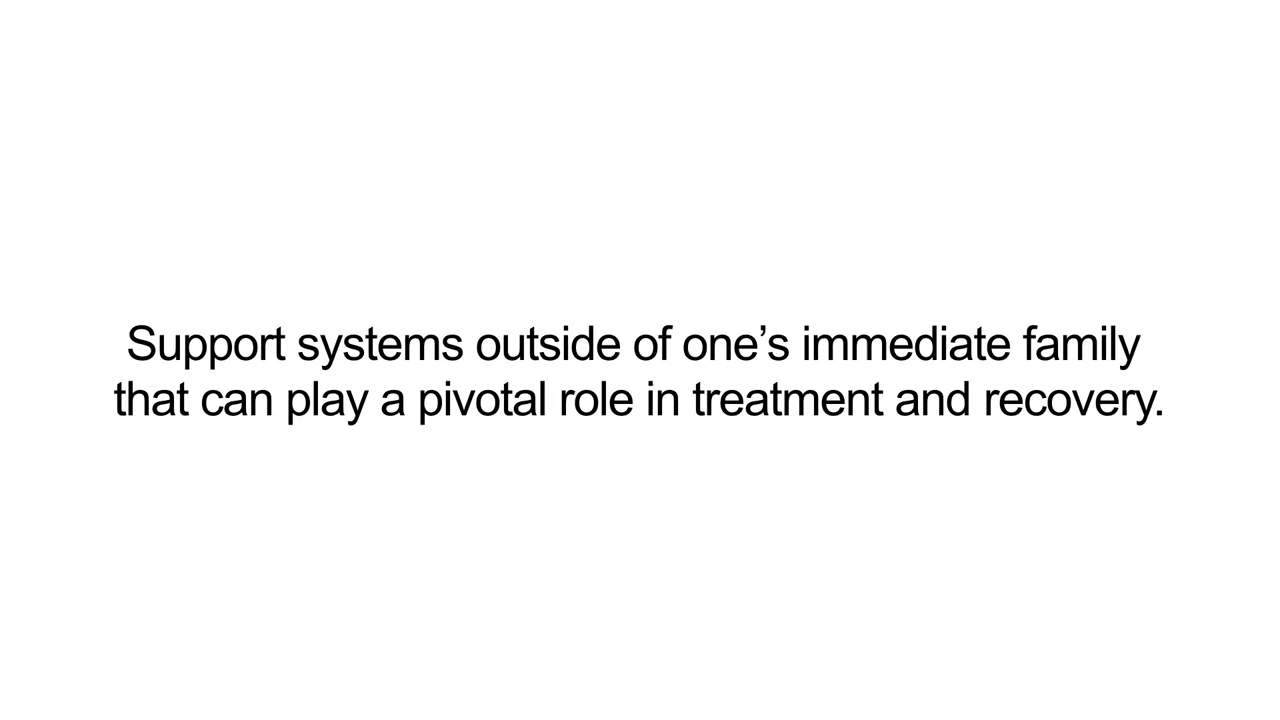 Support systems outside of one’s immediate family
that can play a pivotal role in treatment and recovery.